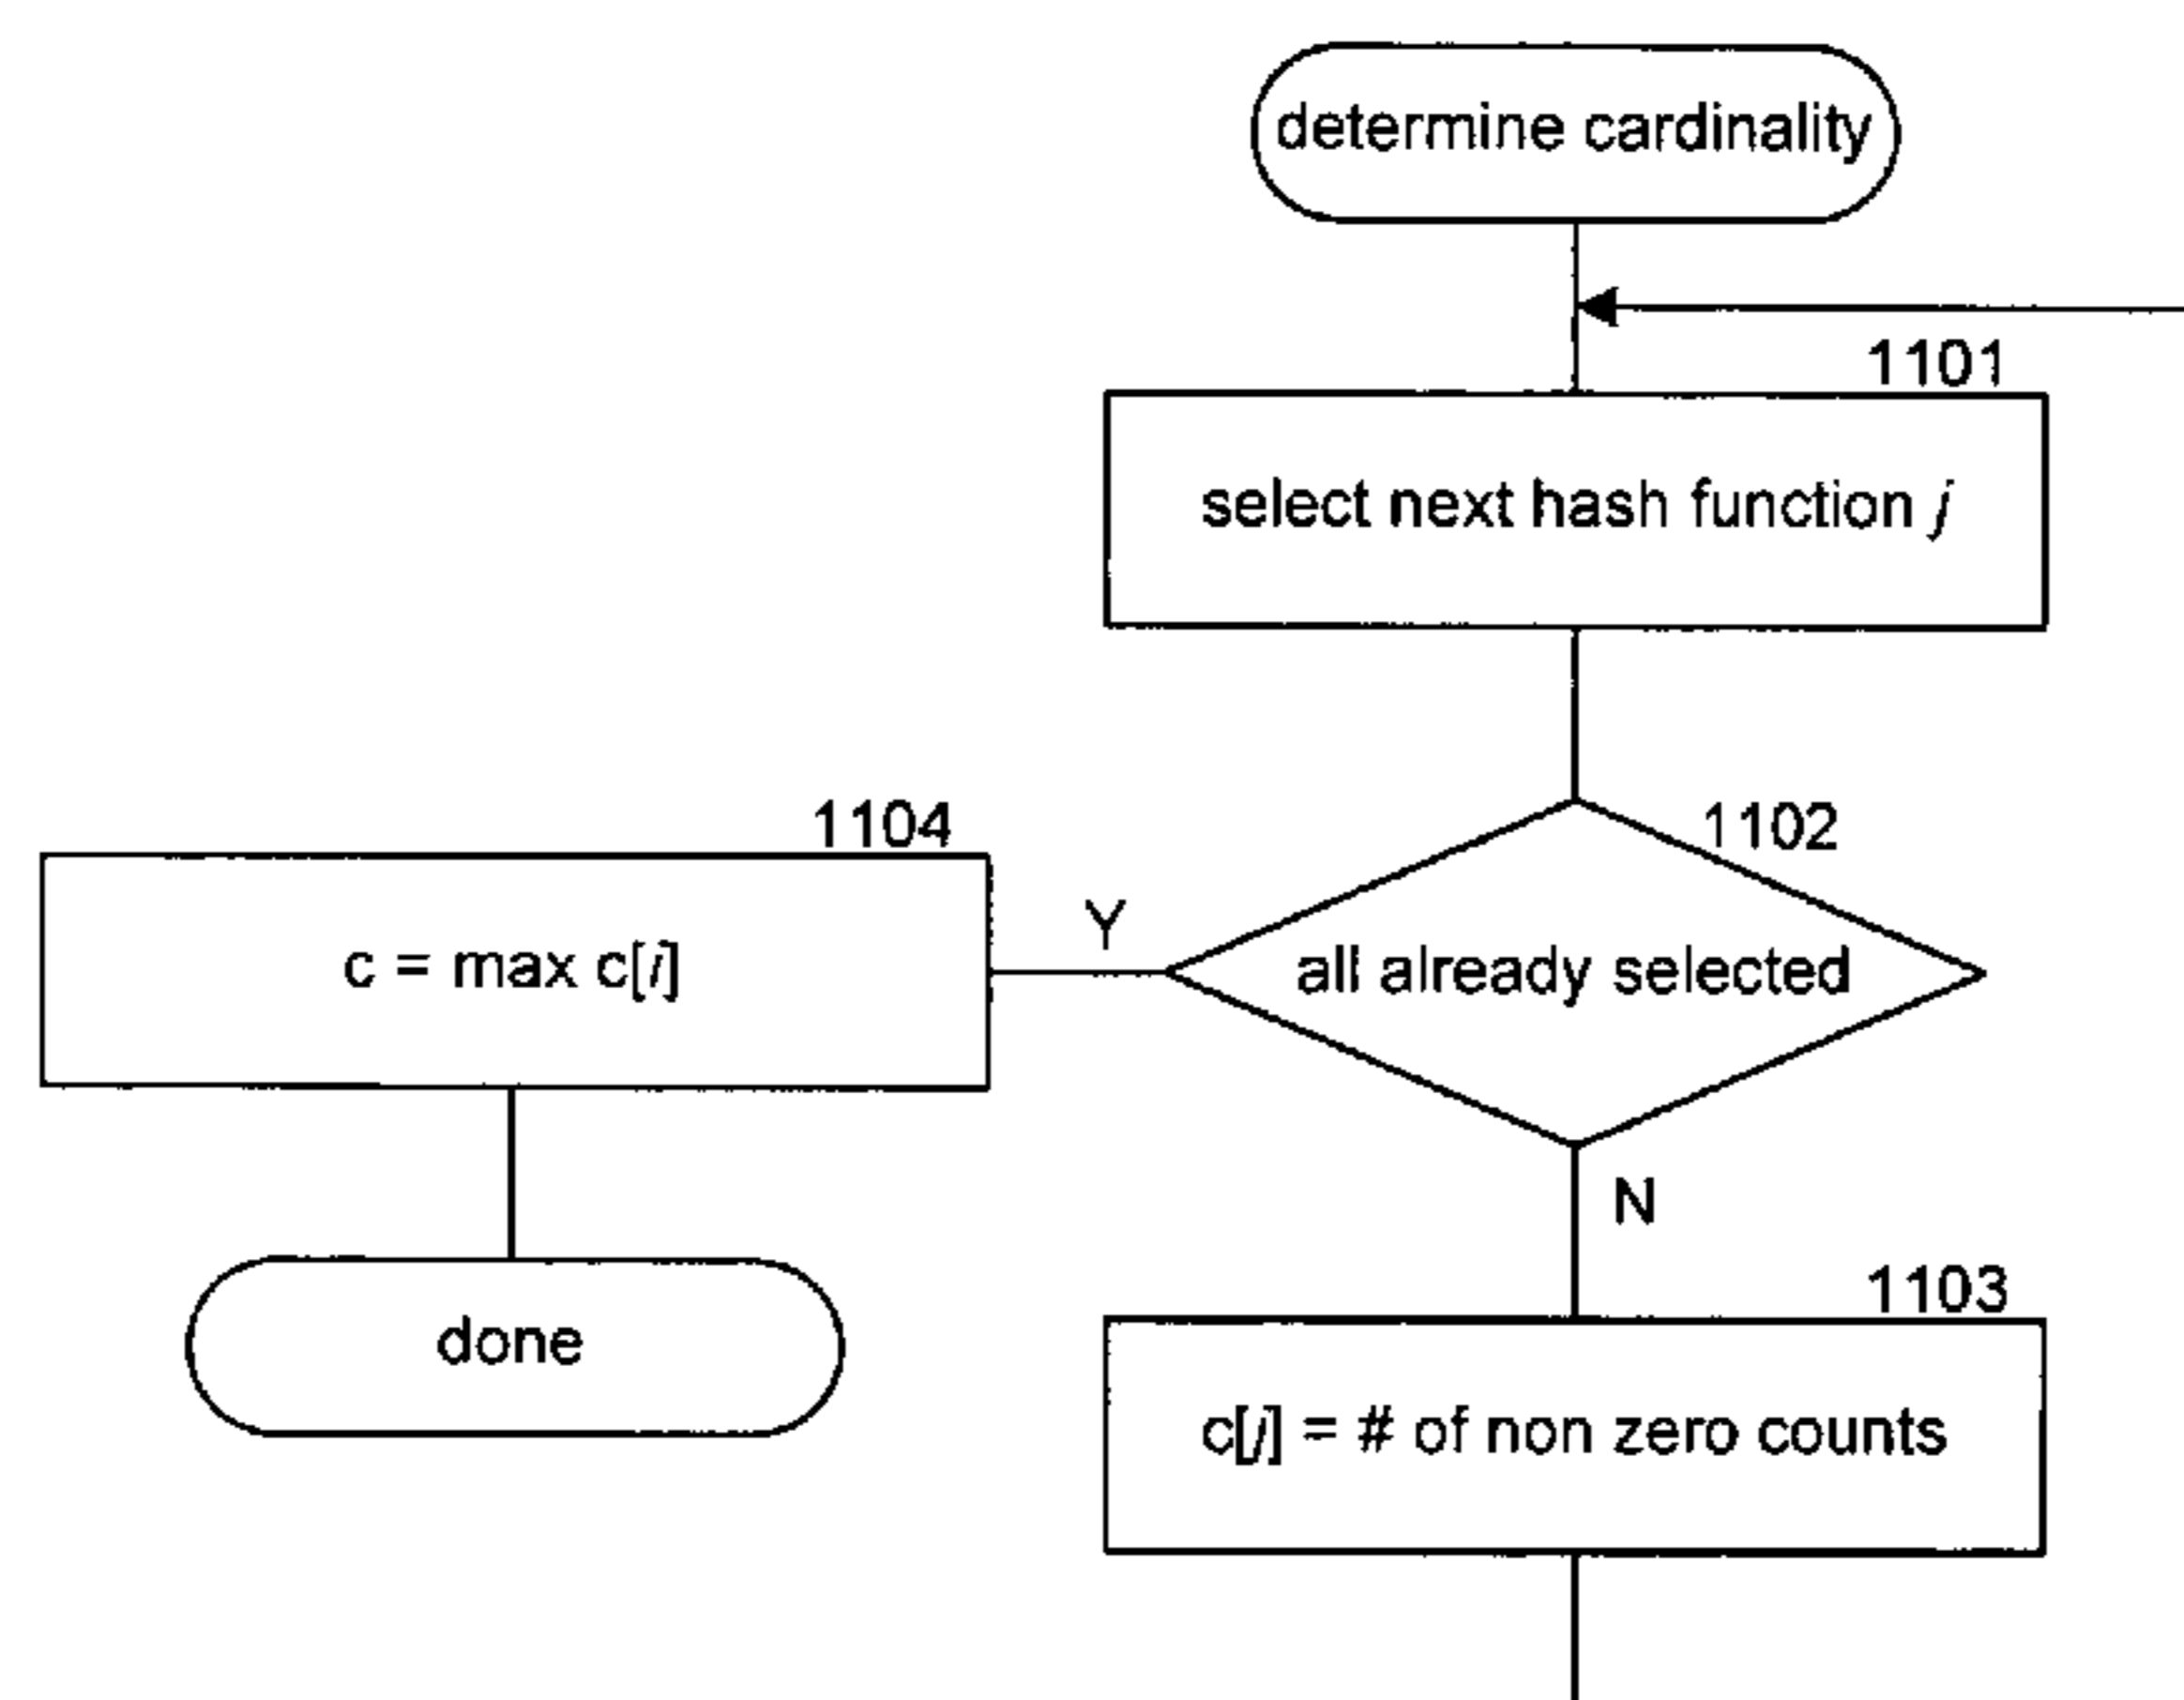 determine cardinality
1101
select next hash function j
1104
1102
Y
c = max c[i]
all already selected
N
1103
done
c[j] = # of non zero counts